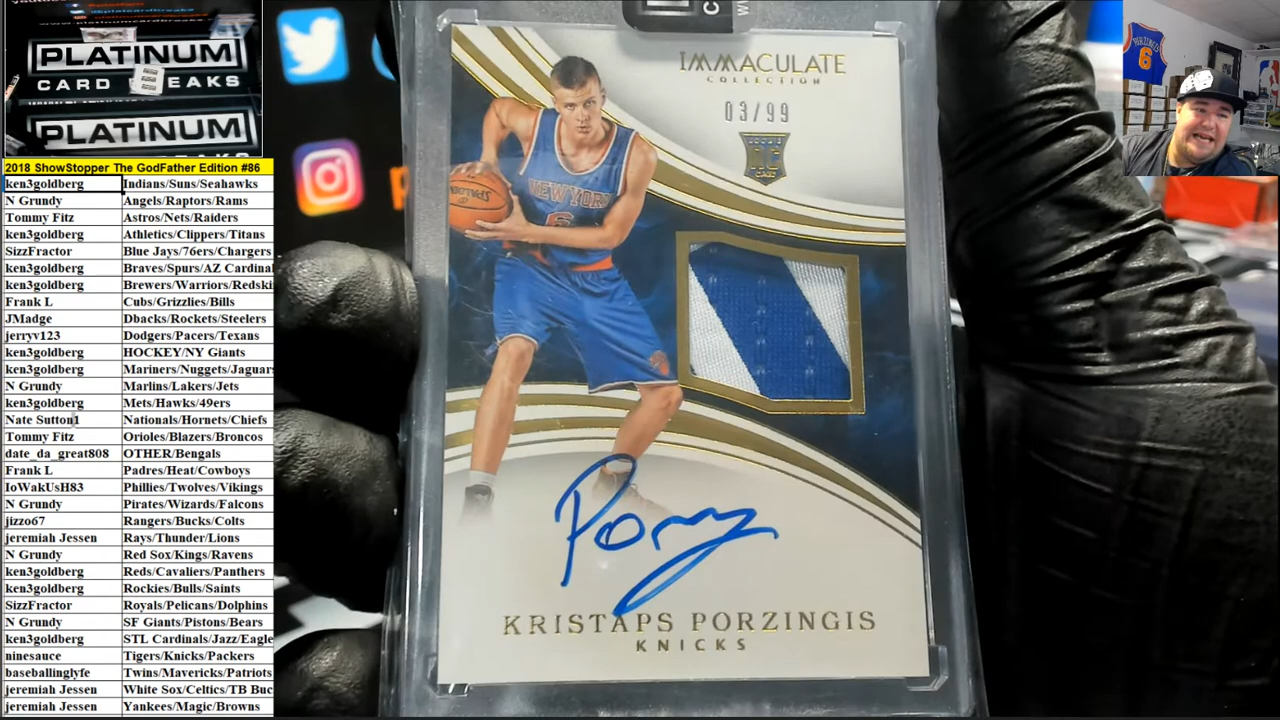 PLATINUM
CARD BREAKS
PLATINUM
2018 ShowStopper The GodFather Edition #86
ken3goldberg Indians/Suns/Seahawks
N Grundy Angels/Raptors/Rams
Tommy Fitz Astros/Nets/Raiders
ken3goldberg Athletics/Clippers/Titans
SizzFractor Blue Jays/76ers/Chargers
ken3goldberg Braves/Spurs/AZ Cardina
ken3goldberg Brewers/Warriors/Redski
Frank L Cubs/Grizzlies/Bills
JMadge Dbacks/Rockets/Steelers
jerryv123 Dodgers/Pacers/Texans
ken3goldberg HOCKEY/NY Giants
ken3goldberg Mariners/Nuggets/Jaguar
N Grundy Marlins/Lakers/Jets
ken3goldberg Mets/Hawks/49ers
Nate Sutton1 Nationals/Hornets/Chiefs
Tommy Fitz Orioles/Blazers/Broncos
date_da_great808 OTHER/Bengals
Frank L Padres/Heat/Cowboys
IoWakUsH83 Phillies/Twolves/Vikings
N Grundy Pirates/Wizards/Falcons
jizzo67 Rangers/Bucks/Colts
jeremiah Jessen Rays/Thunder/Lions
N Grundy Red Sox/Kings/Ravens
ken3goldberg Reds/Cavaliers/Panthers
ken3goldberg Rockies/Bulls/Saints
SizzFractor Royals/Pelicans/Dolphins
N Grundy SF Giants/Pistons/Bears
ken3goldberg STL Cardinals/Jazz/Eagle
ninesauce Tigers/Knicks/Packers
baseballinglyfe Twins/Mavericks/Patriots
jeremiah Jessen White Sox/Celtics/TB Buc
jeremiah Jessen Yankees/Magic/Browns
IMMACULATE
COLLECTION
03/99
RC
NEW YORK
6
SPALDING
Porz
KRISTAPS PORZINGIS
KNICKS
PORZINGIS
6